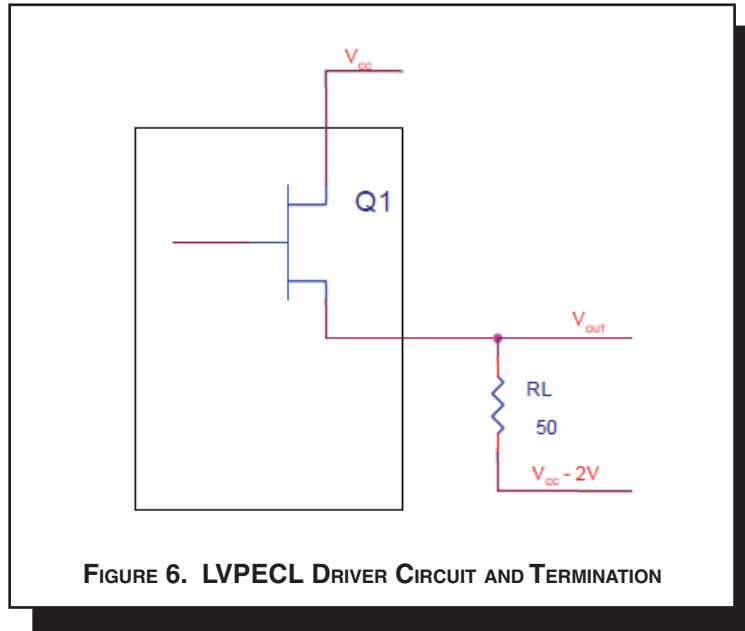 Vcc
Q1
VOUT
RL
50
Vcc - 2V
FIGURE 6. LVPECL DRIVER CIRCUIT AND TERMINATION